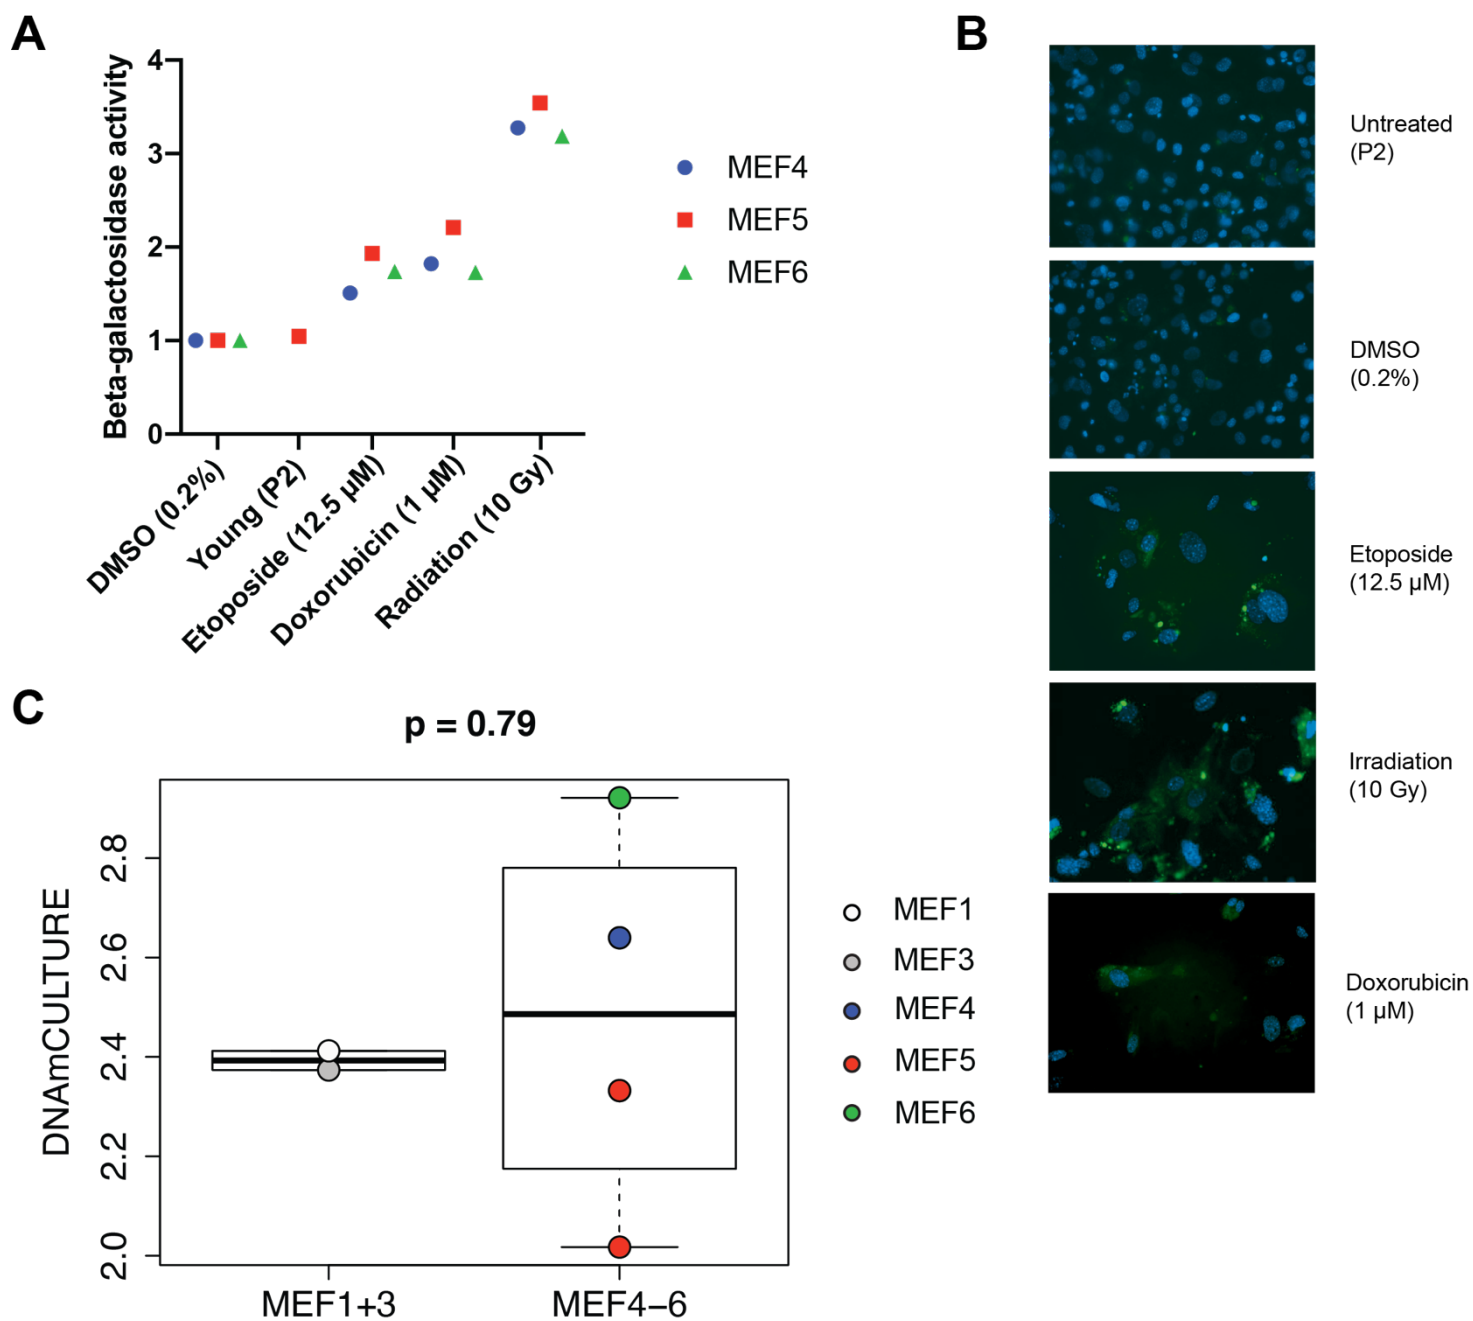 A
Beta-galactosidase activity
4
3
2
1
0
DMSO (0.2%)
Young (P2)
Etoposide (12.5 µM)
Doxorubicin (1 µM)
Radiation (10 Gy)
MEF4
MEF5
MEF6
B
Untreated
(P2)
DMSO
(0.2%)
Etoposide
(12.5 µM)
Irradiation
(10 Gy)
Doxorubicin
(1 µM)
C
p = 0.79
DNAmCULTURE
2.8
2.6
2.4
2.2
2.0
MEF1+3
MEF4−6
MEF1
MEF3
MEF4
MEF5
MEF6